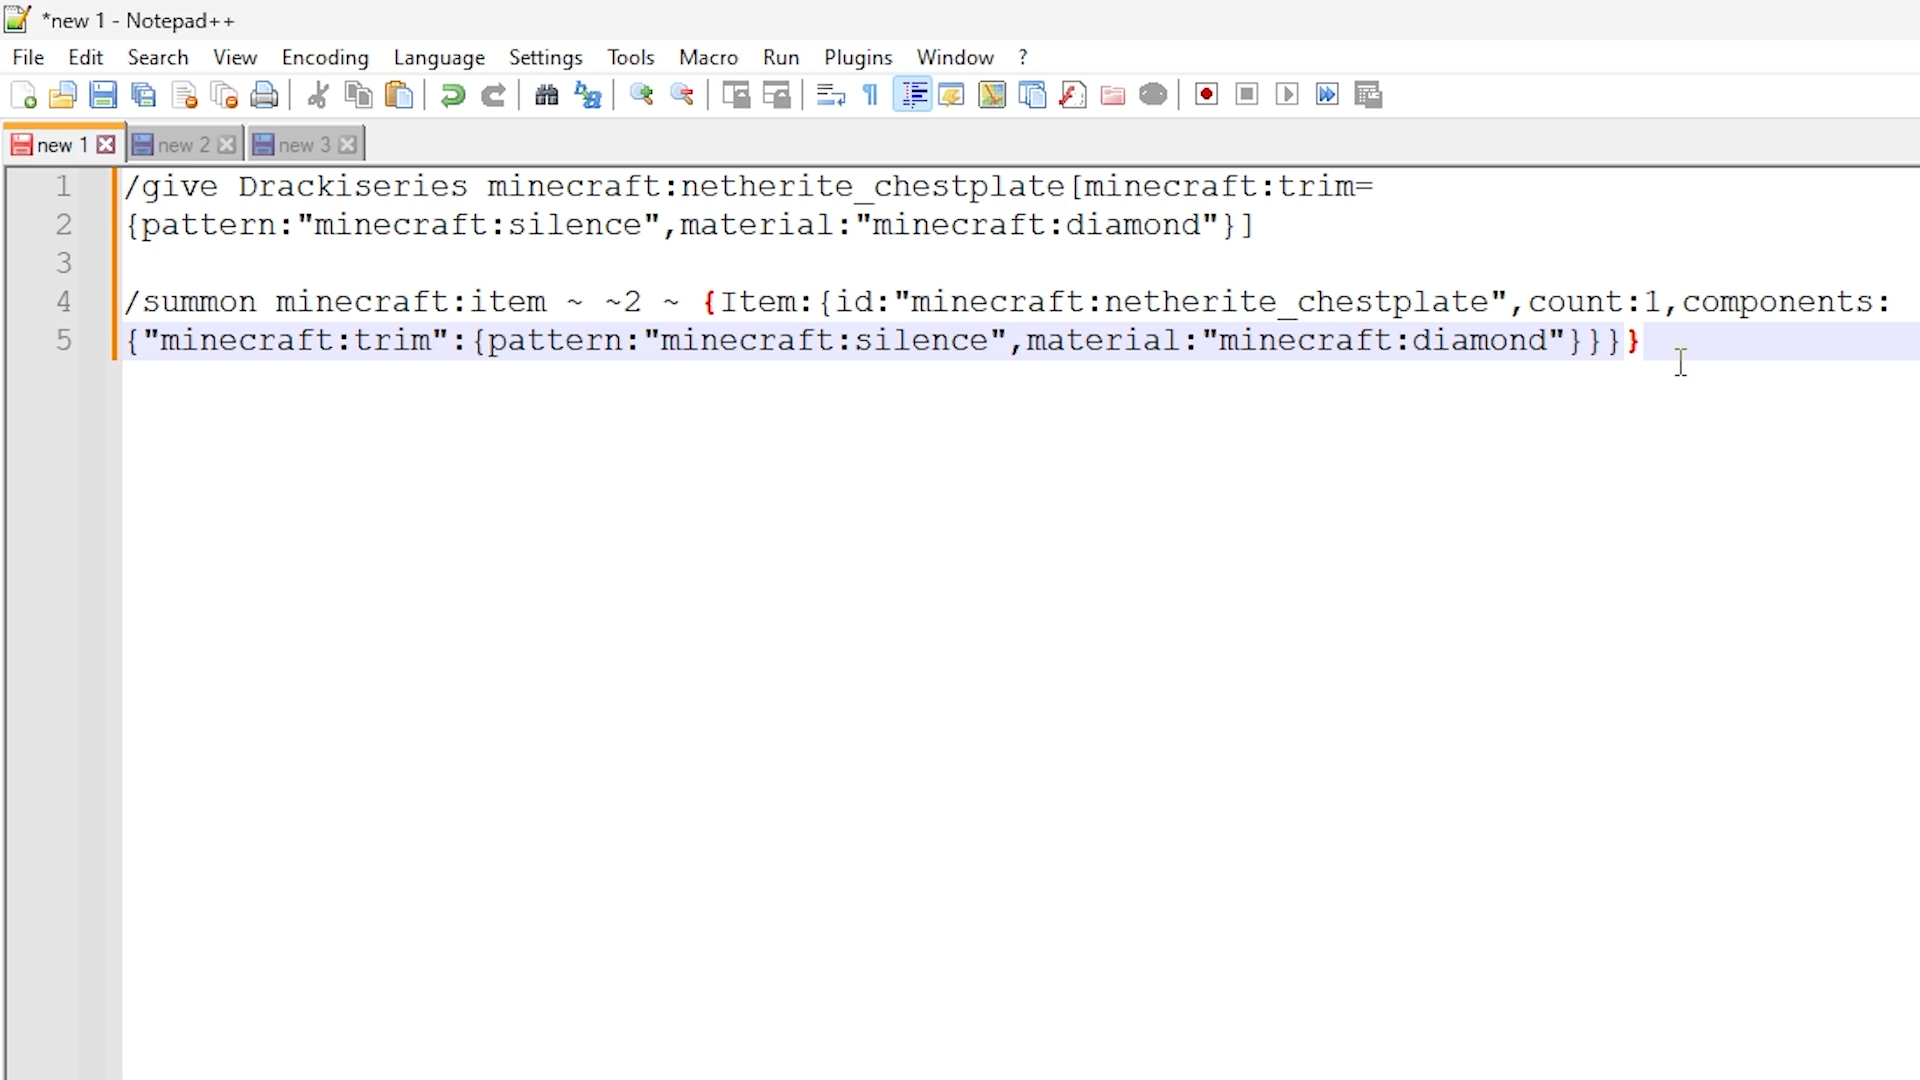 *new 1 - Notepad++
File Edit Search View Encoding Language Settings Tools Macro Run Plugins Window ?
new 1 new 2 new 3
1 /give Drackiseries minecraft:netherite_chestplate[minecraft:trim=
2 {pattern:"minecraft:silence",material:"minecraft:diamond"}]
3
4 /summon minecraft:item ~ ~2 ~ {Item:{id:"minecraft:netherite_chestplate",count:1,components:
5 {"minecraft:trim":{pattern:"minecraft:silence",material:"minecraft:diamond"}}}}